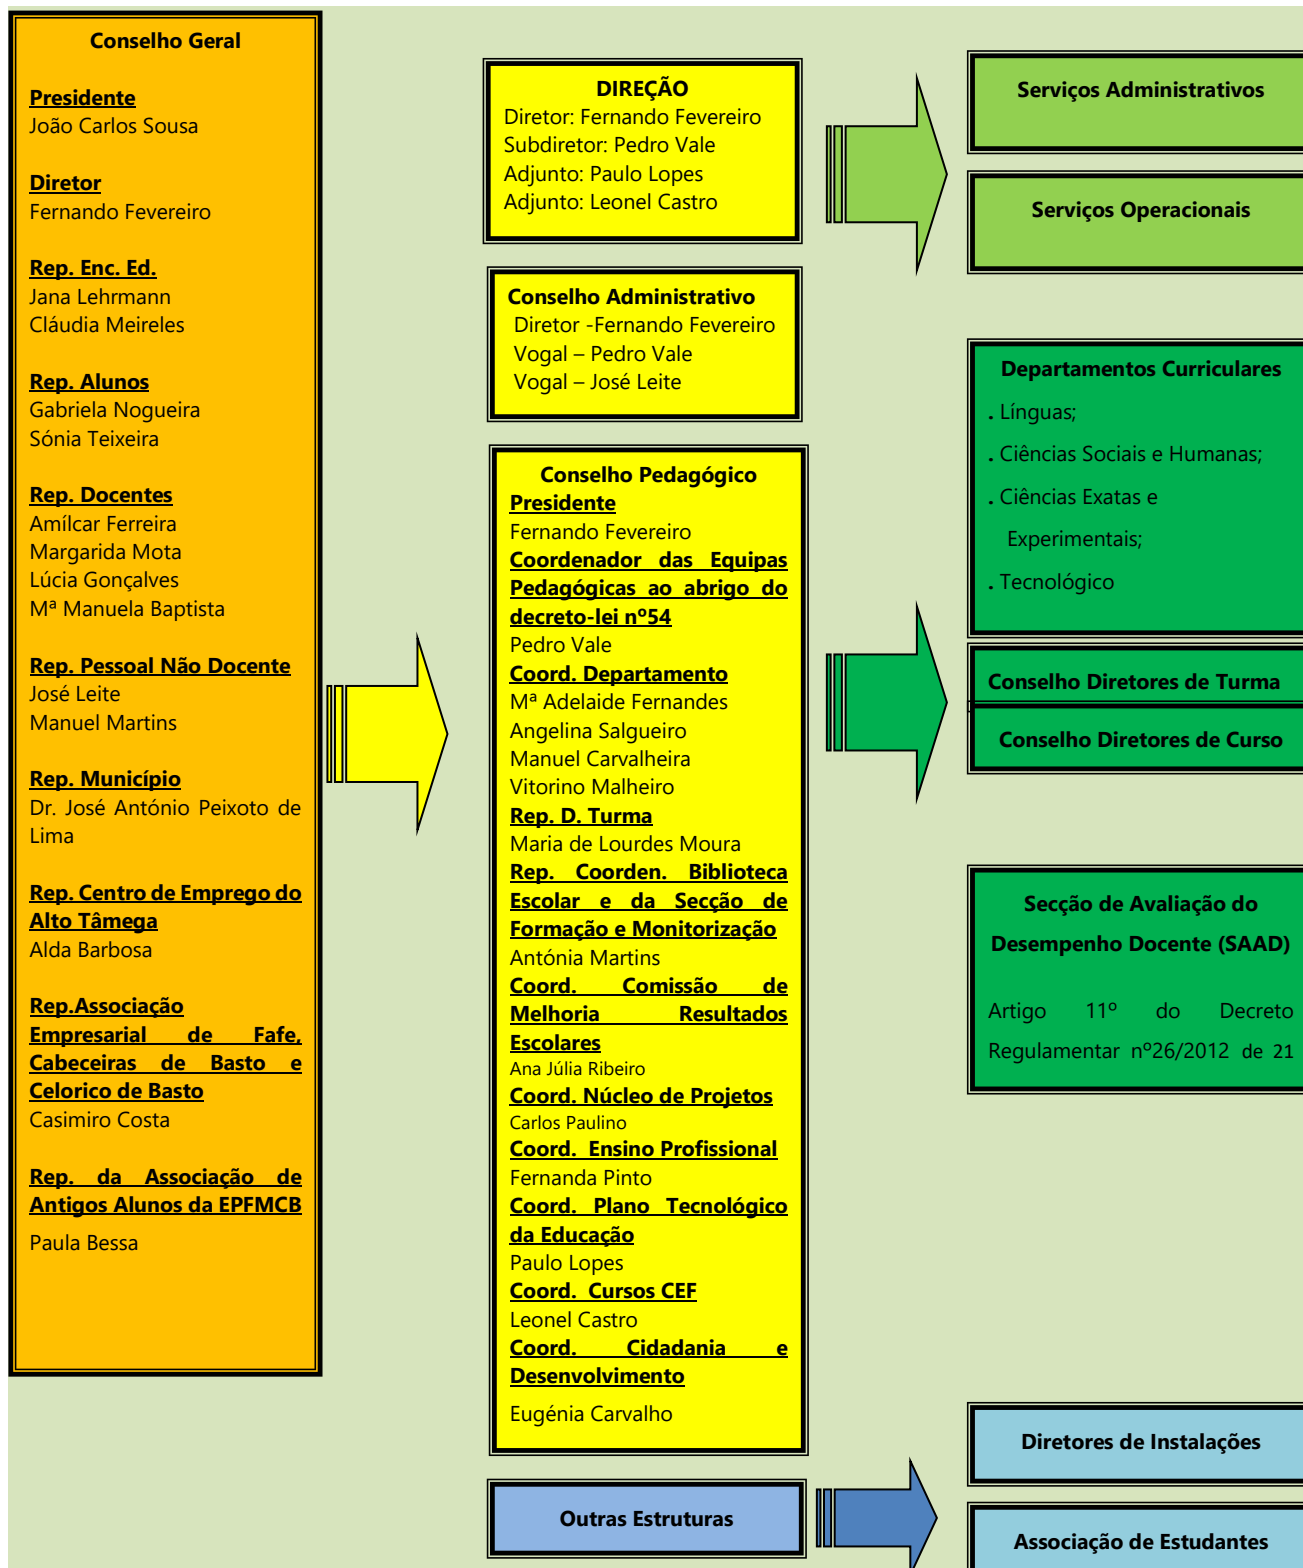 Conselho Geral
Presidente
João Carlos Sousa
Diretor
Fernando Fevereiro
Rep. Enc. Ed.
Jana Lehrmann
Cláudia Meireles
Rep. Alunos
Gabriela Nogueira
Sónia Teixeira
Rep. Docentes
Amílcar Ferreira
Margarida Mota
Lúcia Gonçalves
Mª Manuela Baptista
Rep. Pessoal Não Docente
José Leite
Manuel Martins
Rep. Município
Dr. José António Peixoto de
Lima
Rep. Centro de Emprego do
Alto Tâmega
Alda Barbosa
Rep.Associação
Empresarial de Fafe,
Cabeceiras de Basto e
Celorico de Basto
Casimiro Costa
Rep. da Associação de
Antigos Alunos da EPFMCB
Paula Bessa
DIREÇÃO
Diretor: Fernando Fevereiro
Subdiretor: Pedro Vale
Adjunto: Paulo Lopes
Adjunto: Leonel Castro
Conselho Administrativo
Diretor -Fernando Fevereiro
Vogal – Pedro Vale
Vogal – José Leite
Conselho Pedagógico
Presidente
Fernando Fevereiro
Coordenador das Equipas
Pedagógicas ao abrigo do
decreto-lei nº54
Pedro Vale
Coord. Departamento
Mª Adelaide Fernandes
Angelina Salgueiro
Manuel Carvalheira
Vitorino Malheiro
Rep. D. Turma
Maria de Lourdes Moura
Rep. Coorden. Biblioteca
Escolar e da Secção de
Formação e Monitorização
Antónia Martins
Coord. Comissão de
Melhoria Resultados
Escolares
Ana Júlia Ribeiro
Coord. Núcleo de Projetos
Carlos Paulino
Coord. Ensino Profissional
Fernanda Pinto
Coord. Plano Tecnológico
da Educação
Paulo Lopes
Coord. Cursos CEF
Leonel Castro
Coord. Cidadania e
Desenvolvimento
Eugénia Carvalho
Outras Estruturas
Serviços Administrativos
Serviços Operacionais
Departamentos Curriculares
. Línguas;
. Ciências Sociais e Humanas;
. Ciências Exatas e
Experimentais;
. Tecnológico
Conselho Diretores de Turma
Conselho Diretores de Curso
Secção de Avaliação do
Desempenho Docente (SAAD)
Artigo 11º do Decreto
Regulamentar nº26/2012 de 21
Diretores de Instalações
Associação de Estudantes